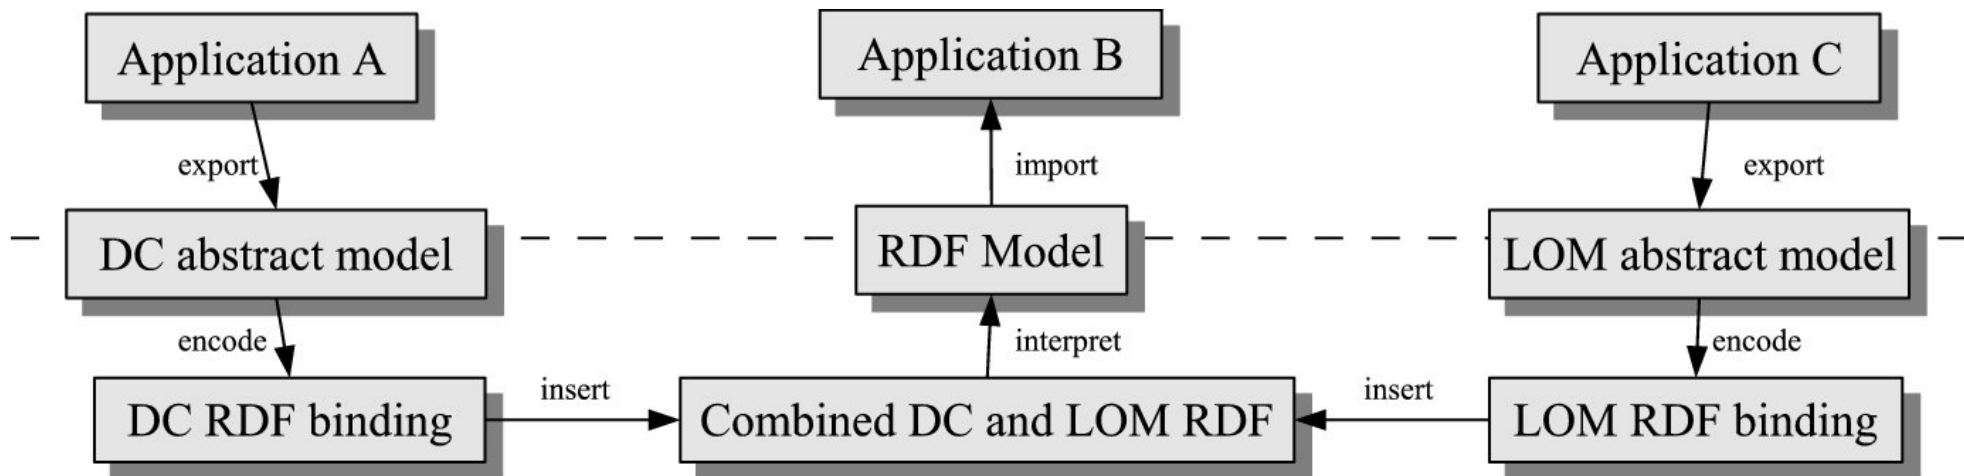 Application A
Application B
Application C
export
import
export
DC abstract model
RDF Model
LOM abstract model
encode
interpret
encode
DC RDF binding
insert
Combined DC and LOM RDF
insert
LOM RDF binding